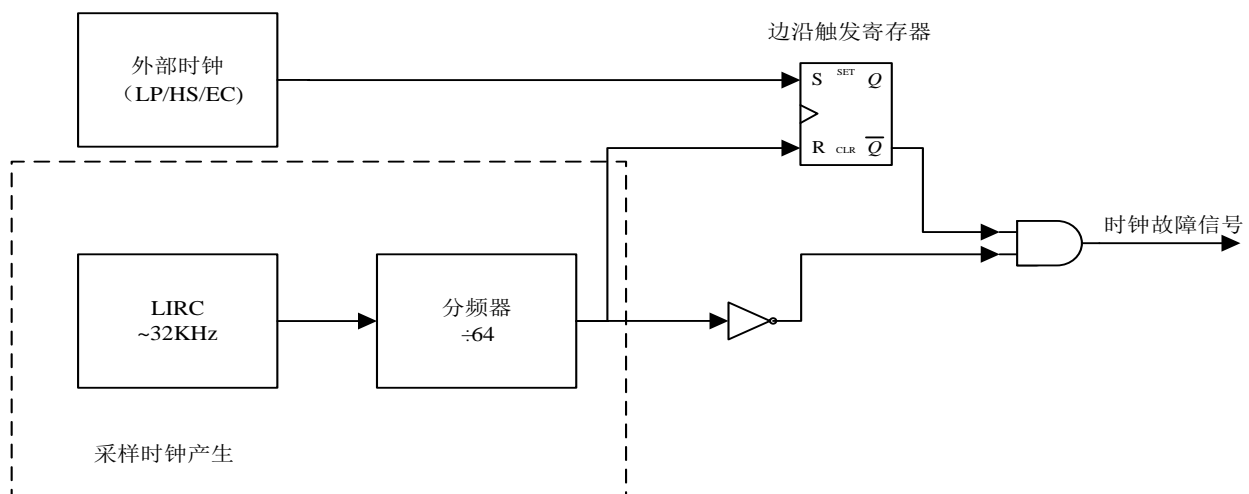 边沿触发寄存器
外部时钟
（LP/HS/EC)
S SET Q
R CLR Q
时钟故障信号
LIRC
~32KHz
分频器
÷64
采样时钟产生